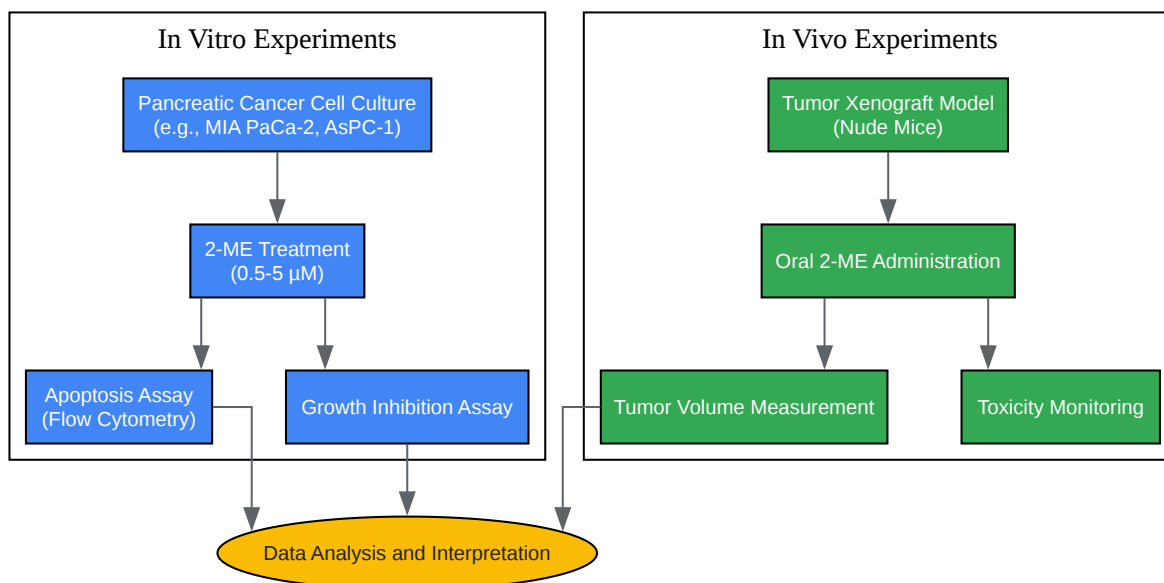 In Vitro Experiments
Pancreatic Cancer Cell Culture
(e.g., MIA PaCa-2, AsPC-1)
2-ME Treatment
(0.5-5 µM)
Apoptosis Assay
(Flow Cytometry)
Growth Inhibition Assay
In Vivo Experiments
Tumor Xenograft Model
(Nude Mice)
Oral 2-ME Administration
Tumor Volume Measurement
Toxicity Monitoring
Data Analysis and Interpretation